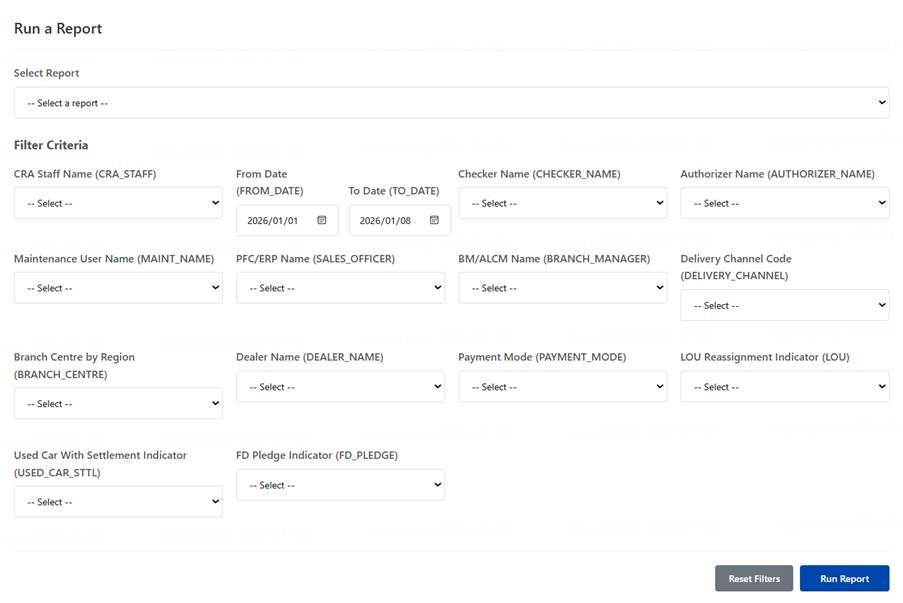 Run a Report
Select Report
-- Select a report --
Filter Criteria
CRA Staff Name (CRA_STAFF)
-- Select --
From Date
(FROM_DATE)
2026/01/01
To Date (TO_DATE)
2026/01/08
Checker Name (CHECKER_NAME)
-- Select --
Authorizer Name (AUTHORIZER_NAME)
-- Select --
Maintenance User Name (MAINT_NAME)
-- Select --
PFC/ERP Name (SALES_OFFICER)
-- Select --
BM/ALCM Name (BRANCH_MANAGER)
-- Select --
Delivery Channel Code
(DELIVERY_CHANNEL)
-- Select --
Branch Centre by Region
(BRANCH_CENTRE)
-- Select --
Dealer Name (DEALER_NAME)
-- Select --
Payment Mode (PAYMENT_MODE)
-- Select --
LOU Reassignment Indicator (LOU)
-- Select --
Used Car With Settlement Indicator
(USED_CAR_STTL)
-- Select --
FD Pledge Indicator (FD_PLEDGE)
-- Select --
Reset Filters
Run Report